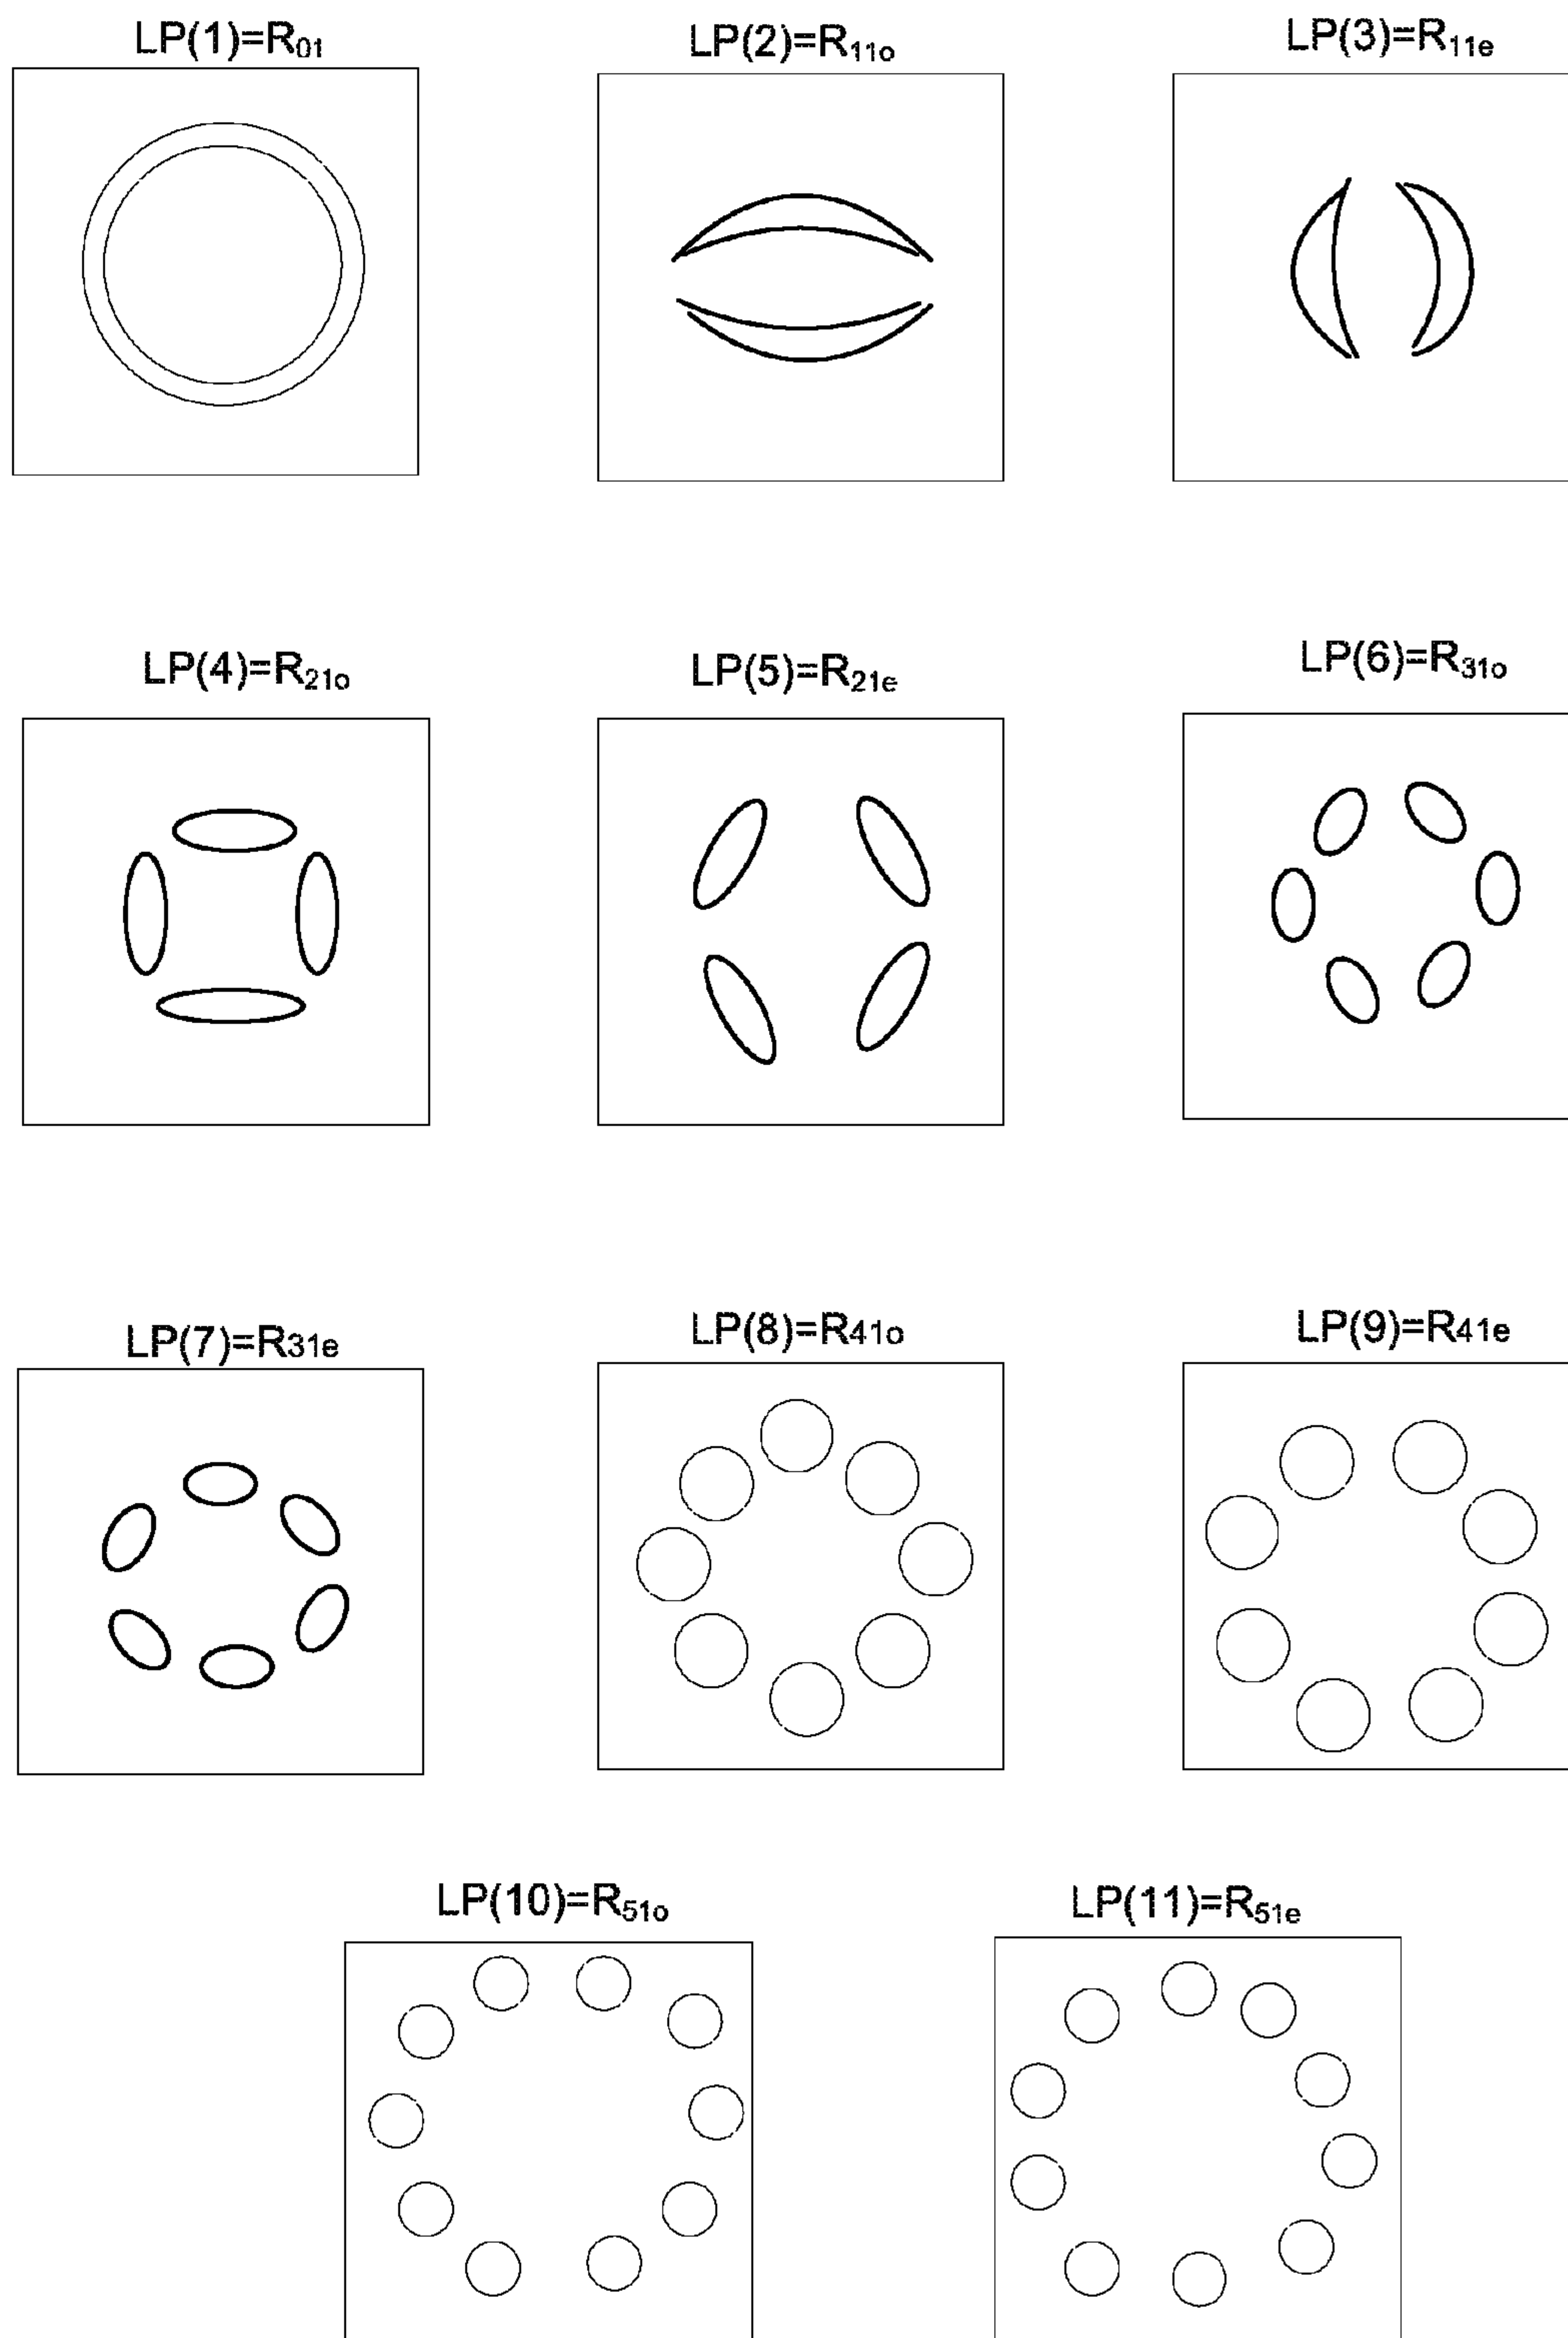 LP(1)=R01
LP(2)=R11o
LP(3)=R11e
LP(4)=R21o
LP(5)=R21e
LP(6)=R31o
LP(7)=R31e
LP(8)=R41o
LP(9)=R41e
LP(10)=R51o
LP(11)=R51e